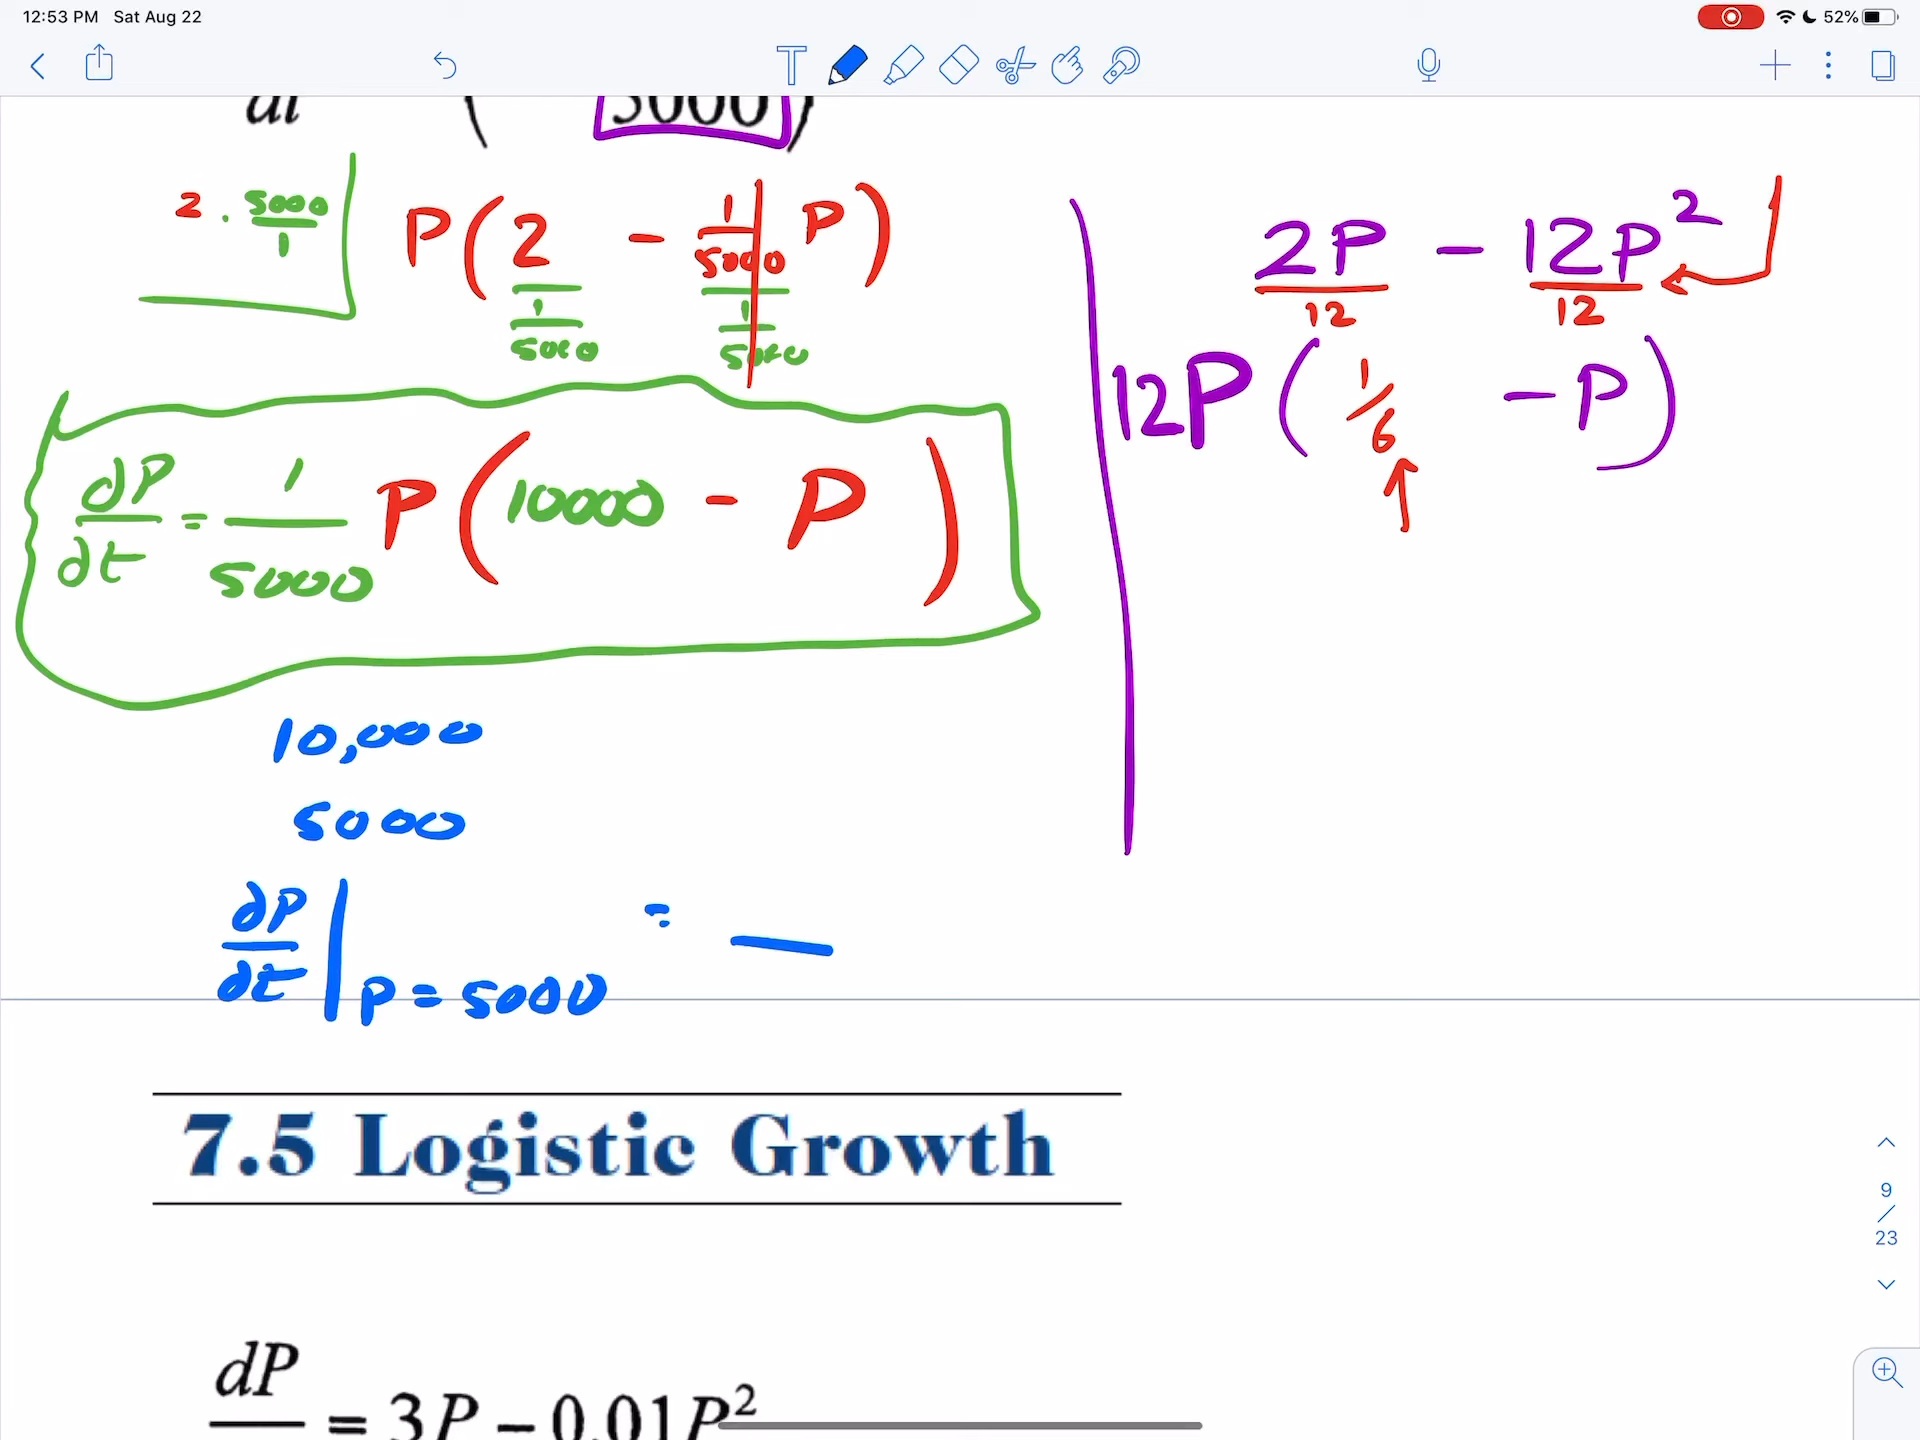 12:53 PM Sat Aug 22
52%
5000)
2 . 5000/1
P(2 - 1/5000 P)
1/5000 1/5000
dP/dt = 1/5000 P(10000 - P)
10,000
5000
dP/dt | P = 5000 = __
2P - 12P²
12 12
12P(1/6 - P)
7.5 Logistic Growth
dP = 3P - 0.01P²
9
/
23